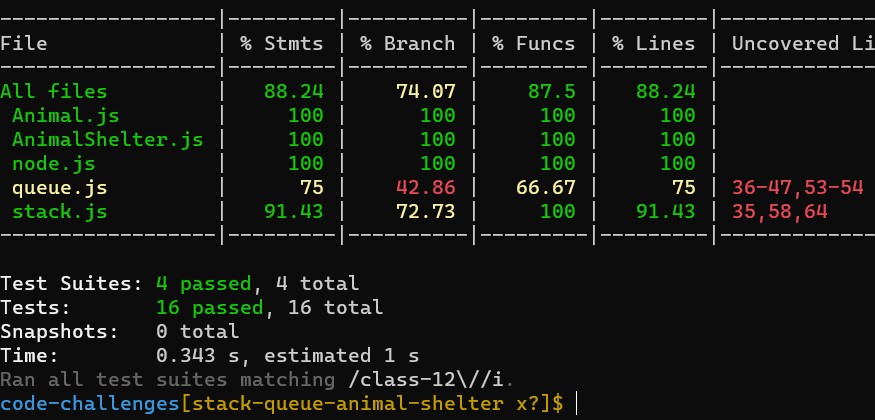 -----------------|---------|----------|---------|---------|-------------
File             | % Stmts | % Branch | % Funcs | % Lines | Uncovered Li
-----------------|---------|----------|---------|---------|-------------
All files        |   88.24 |    74.07 |    87.5 |   88.24 |
 Animal.js       |     100 |      100 |     100 |     100 |
 AnimalShelter.js |     100 |      100 |     100 |     100 |
 node.js         |     100 |      100 |     100 |     100 |
 queue.js        |      75 |    42.86 |   66.67 |      75 | 36-47,53-54
 stack.js        |   91.43 |    72.73 |     100 |   91.43 | 35,58,64
-----------------|---------|----------|---------|---------|-------------
Test Suites: 4 passed, 4 total
Tests:       16 passed, 16 total
Snapshots:   0 total
Time:        0.343 s, estimated 1 s
Ran all test suites matching /class-12\//i.
code-challenges[stack-queue-animal-shelter x?]$